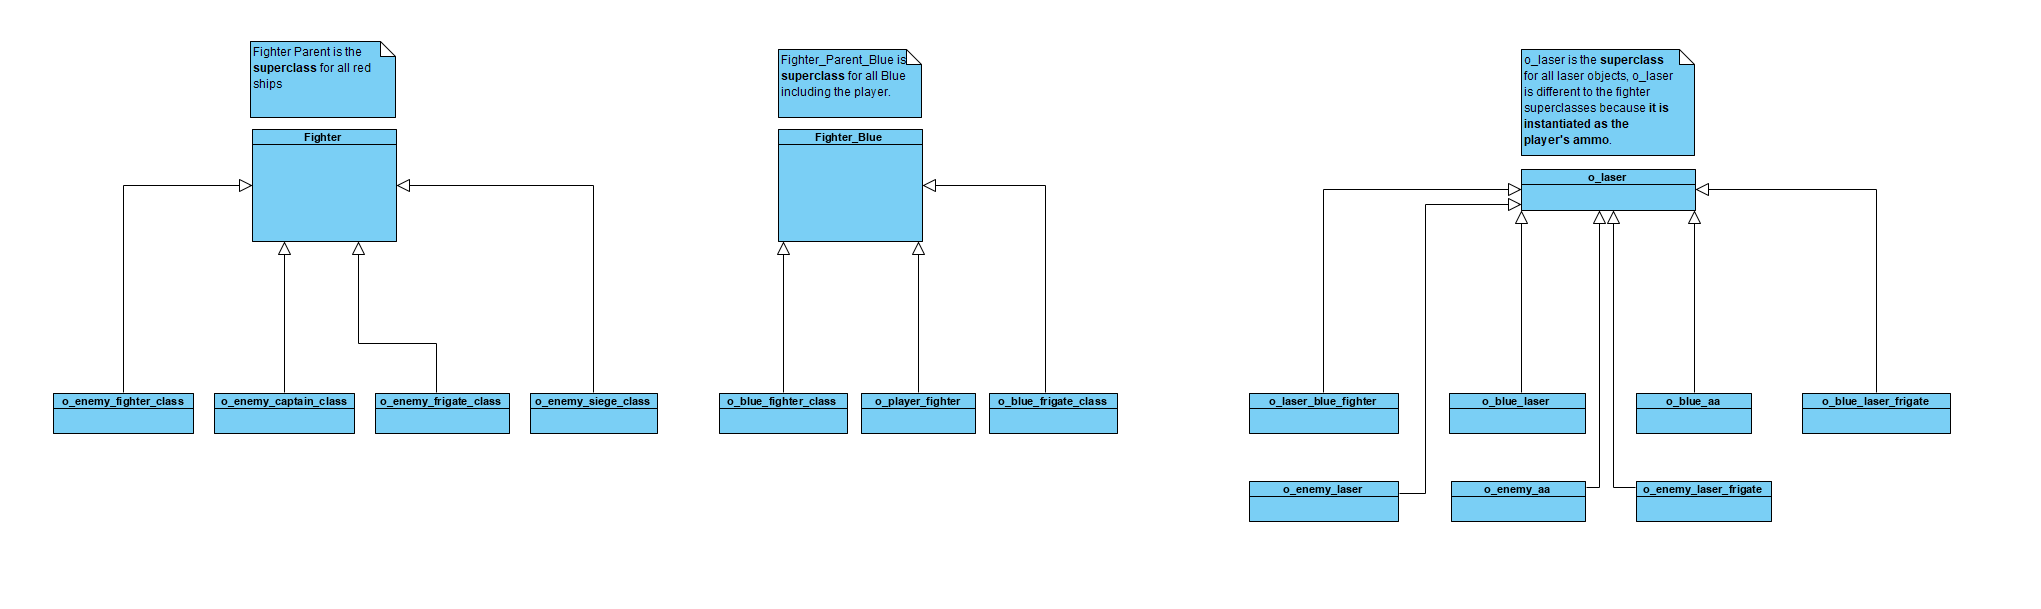 Fighter Parent is the
superclass for all red
ships
Fighter
o_enemy_fighter_class
o_enemy_captain_class
o_enemy_frigate_class
o_enemy_siege_class
Fighter_Parent_Blue is
superclass for all Blue
including the player.
Fighter_Blue
o_blue_fighter_class
o_player_fighter
o_blue_frigate_class
o_laser is the superclass
for all laser objects, o_laser
is different to the fighter
superclasses because it is
instantiated as the
player's ammo.
o_laser
o_laser_blue_fighter
o_blue_laser
o_blue_aa
o_blue_laser_frigate
o_enemy_laser
o_enemy_aa
o_enemy_laser_frigate